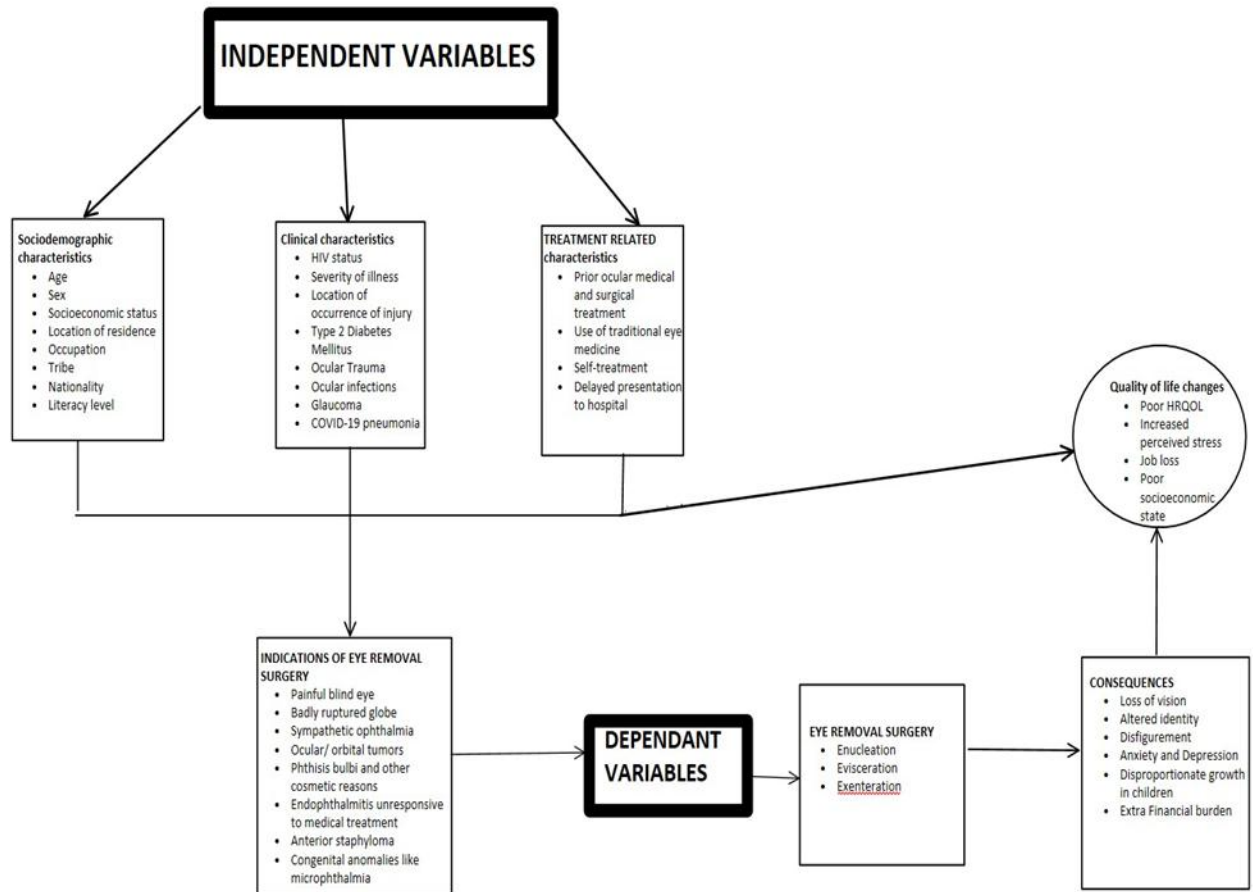 INDEPENDENT VARIABLES
Sociodemographic
characteristics
• Age
• Sex
• Socioeconomic status
• Location of residence
• Occupation
• Tribe
• Nationality
• Literacy level
Clinical characteristics
• HIV status
• Severity of illness
• Location of
occurrence of injury
• Type 2 Diabetes
Mellitus
• Ocular Trauma
• Ocular infections
• Glaucoma
• COVID-19 pneumonia
TREATMENT RELATED
characteristics
• Prior ocular medical
and surgical
treatment
• Use of traditional eye
medicine
• Self-treatment
• Delayed presentation
to hospital
Quality of life changes
• Poor HRQOL
• Increased
perceived stress
• Job loss
• Poor
socioeconomic
state
INDICATIONS OF EYE REMOVAL
SURGERY
• Painful blind eye
• Badly ruptured globe
• Sympathetic ophthalmia
• Ocular/ orbital tumors
• Phthisis bulbi and other
cosmetic reasons
• Endophthalmitis unresponsive
to medical treatment
• Anterior staphyloma
• Congenital anomalies like
microphthalmia
DEPENDANT
VARIABLES
EYE REMOVAL SURGERY
• Enucleation
• Evisceration
• Exenteration
CONSEQUENCES
• Loss of vision
• Altered identity
• Disfigurement
• Anxiety and Depression
• Disproportionate growth
in children
• Extra Financial burden